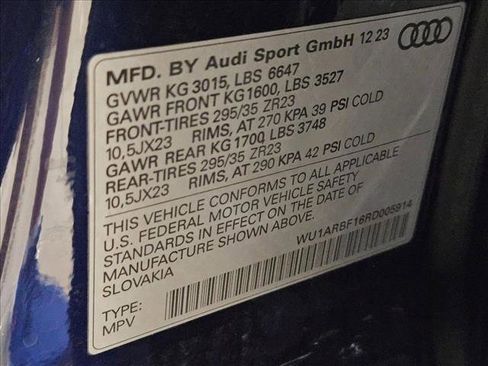 MFD. BY Audi Sport GmbH 12 23
GVWR KG 3015, LBS 6647
GAWR FRONT KG1600, LBS 3527
FRONT-TIRES 295/35 ZR23
10,5JX23 RIMS, AT 270 KPA 39 PSI COLD
GAWR REAR KG1700, LBS 3748
REAR-TIRES 295/35 ZR23
10,5JX23 RIMS, AT 290 KPA 42 PSI COLD
THIS VEHICLE CONFORMS TO ALL APPLICABLE
U.S. FEDERAL MOTOR VEHICLE SAFETY
STANDARDS IN EFFECT ON THE DATE OF
MANUFACTURE SHOWN ABOVE.
SLOVAKIA
WU1ARBF16RD005914
TYPE:
MPV